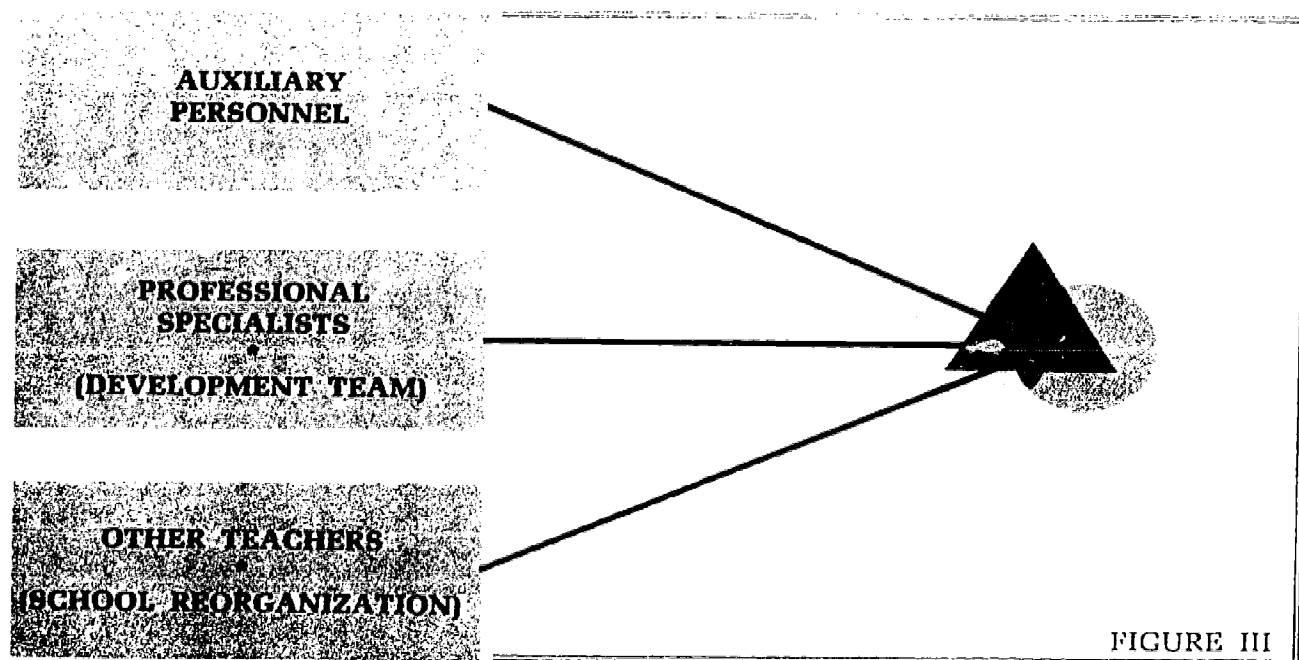 AUXILIARY
PERSONNEL
PROFESSIONAL
SPECIALISTS
•
(DEVELOPMENT TEAM)
OTHER TEACHERS
•
(SCHOOL REORGANIZATION)
FIGURE III